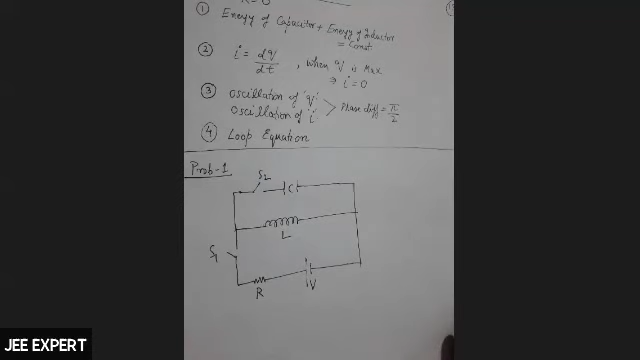 R = 0
① Energy of Capacitor + Energy of Inductor
= Const
② i = dq/dt , when q is Max
⇒ i = 0
③ Oscillation of 'q'
Oscillation of 'i' > Phase diff = π/2
④ Loop Equation
Prob-1
S2
C
L
S1
R
V
JEE EXPERT